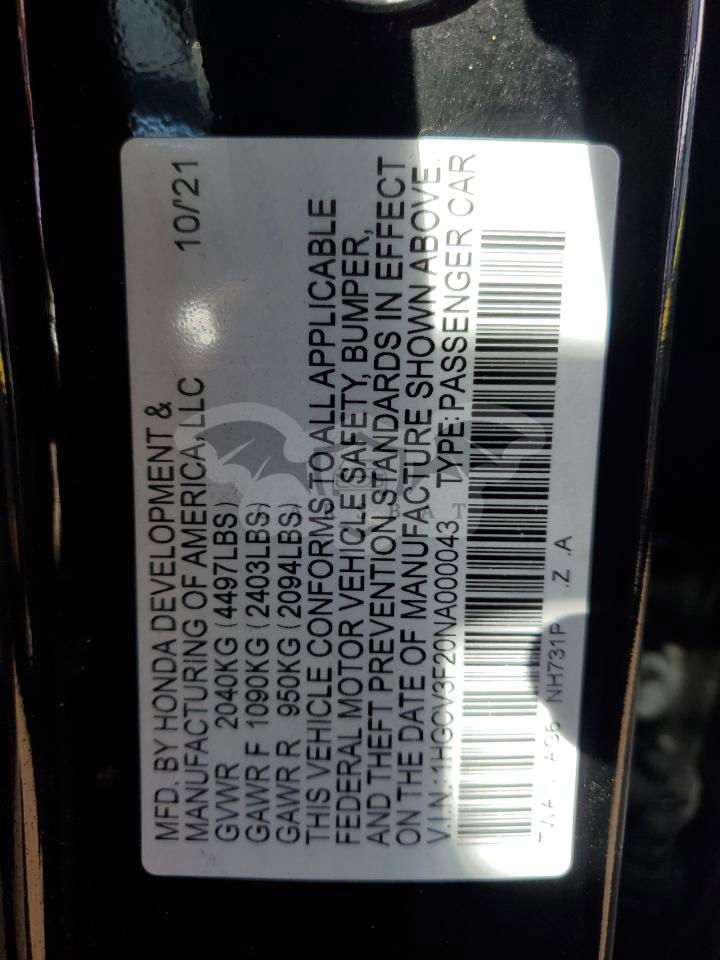 MFD. BY HONDA DEVELOPMENT & 10/'21
MANUFACTURING OF AMERICA, LLC
GVWR 2040KG (4497LBS)
GAWR F 1090KG (2403LBS)
GAWR R 950KG (2094LBS)
THIS VEHICLE CONFORMS TO ALL APPLICABLE
FEDERAL MOTOR VEHICLE SAFETY, BUMPER,
AND THEFT PREVENTION STANDARDS IN EFFECT
ON THE DATE OF MANUFACTURE SHOWN ABOVE.
V.I.N.: 1HGCV3F20NA000043 TYPE: PASSENGER CAR
NH731P .Z .A